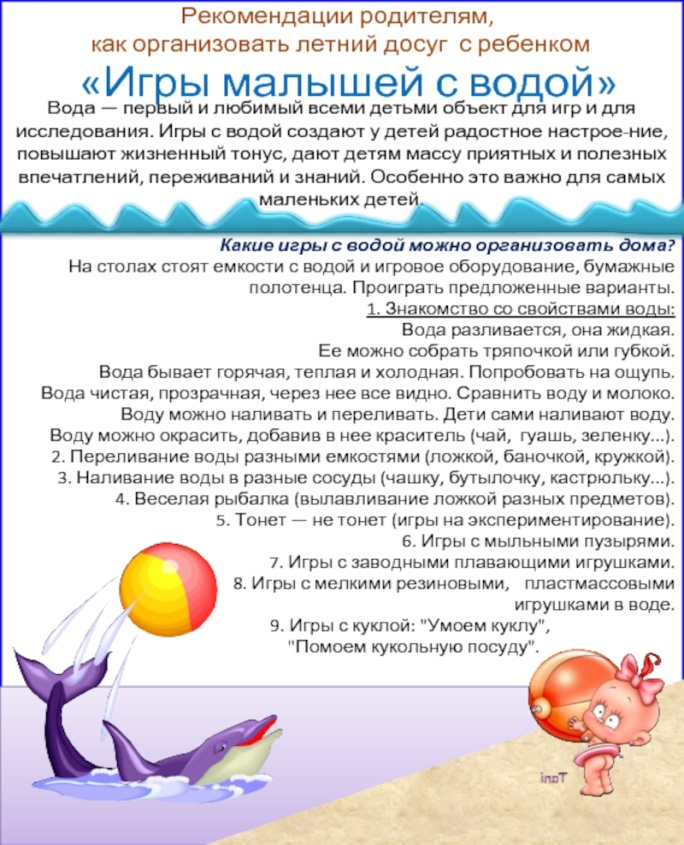 Рекомендации родителям,
как организовать летний досуг с ребенком
«Игры малышей с водой»
Вода — первый и любимый всеми детьми объект для игр и для
исследования. Игры с водой создают у детей радостное настрое-ние,
повышают жизненный тонус, дают детям массу приятных и полезных
впечатлений, переживаний и знаний. Особенно это важно для самых
маленьких детей.
Какие игры с водой можно организовать дома?
На столах стоят емкости с водой и игровое оборудование, бумажные
полотенца. Проиграть предложенные варианты.
1. Знакомство со свойствами воды:
Вода разливается, она жидкая.
Ее можно собрать тряпочкой или губкой.
Вода бывает горячая, теплая и холодная. Попробовать на ощупь.
Вода чистая, прозрачная, через нее все видно. Сравнить воду и молоко.
Воду можно наливать и переливать. Дети сами наливают воду.
Воду можно окрасить, добавив в нее краситель (чай, гуашь, зеленку...).
2. Переливание воды разными емкостями (ложкой, баночкой, кружкой).
3. Наливание воды в разные сосуды (чашку, бутылочку, кастрюльку...).
4. Веселая рыбалка (вылавливание ложкой разных предметов).
5. Тонет — не тонет (игры на экспериментирование).
6. Игры с мыльными пузырями.
7. Игры с заводными плавающими игрушками.
8. Игры с мелкими резиновыми, пластмассовыми
игрушками в воде.
9. Игры с куклой: "Умоем куклу",
"Помоем кукольную посуду".
Tani